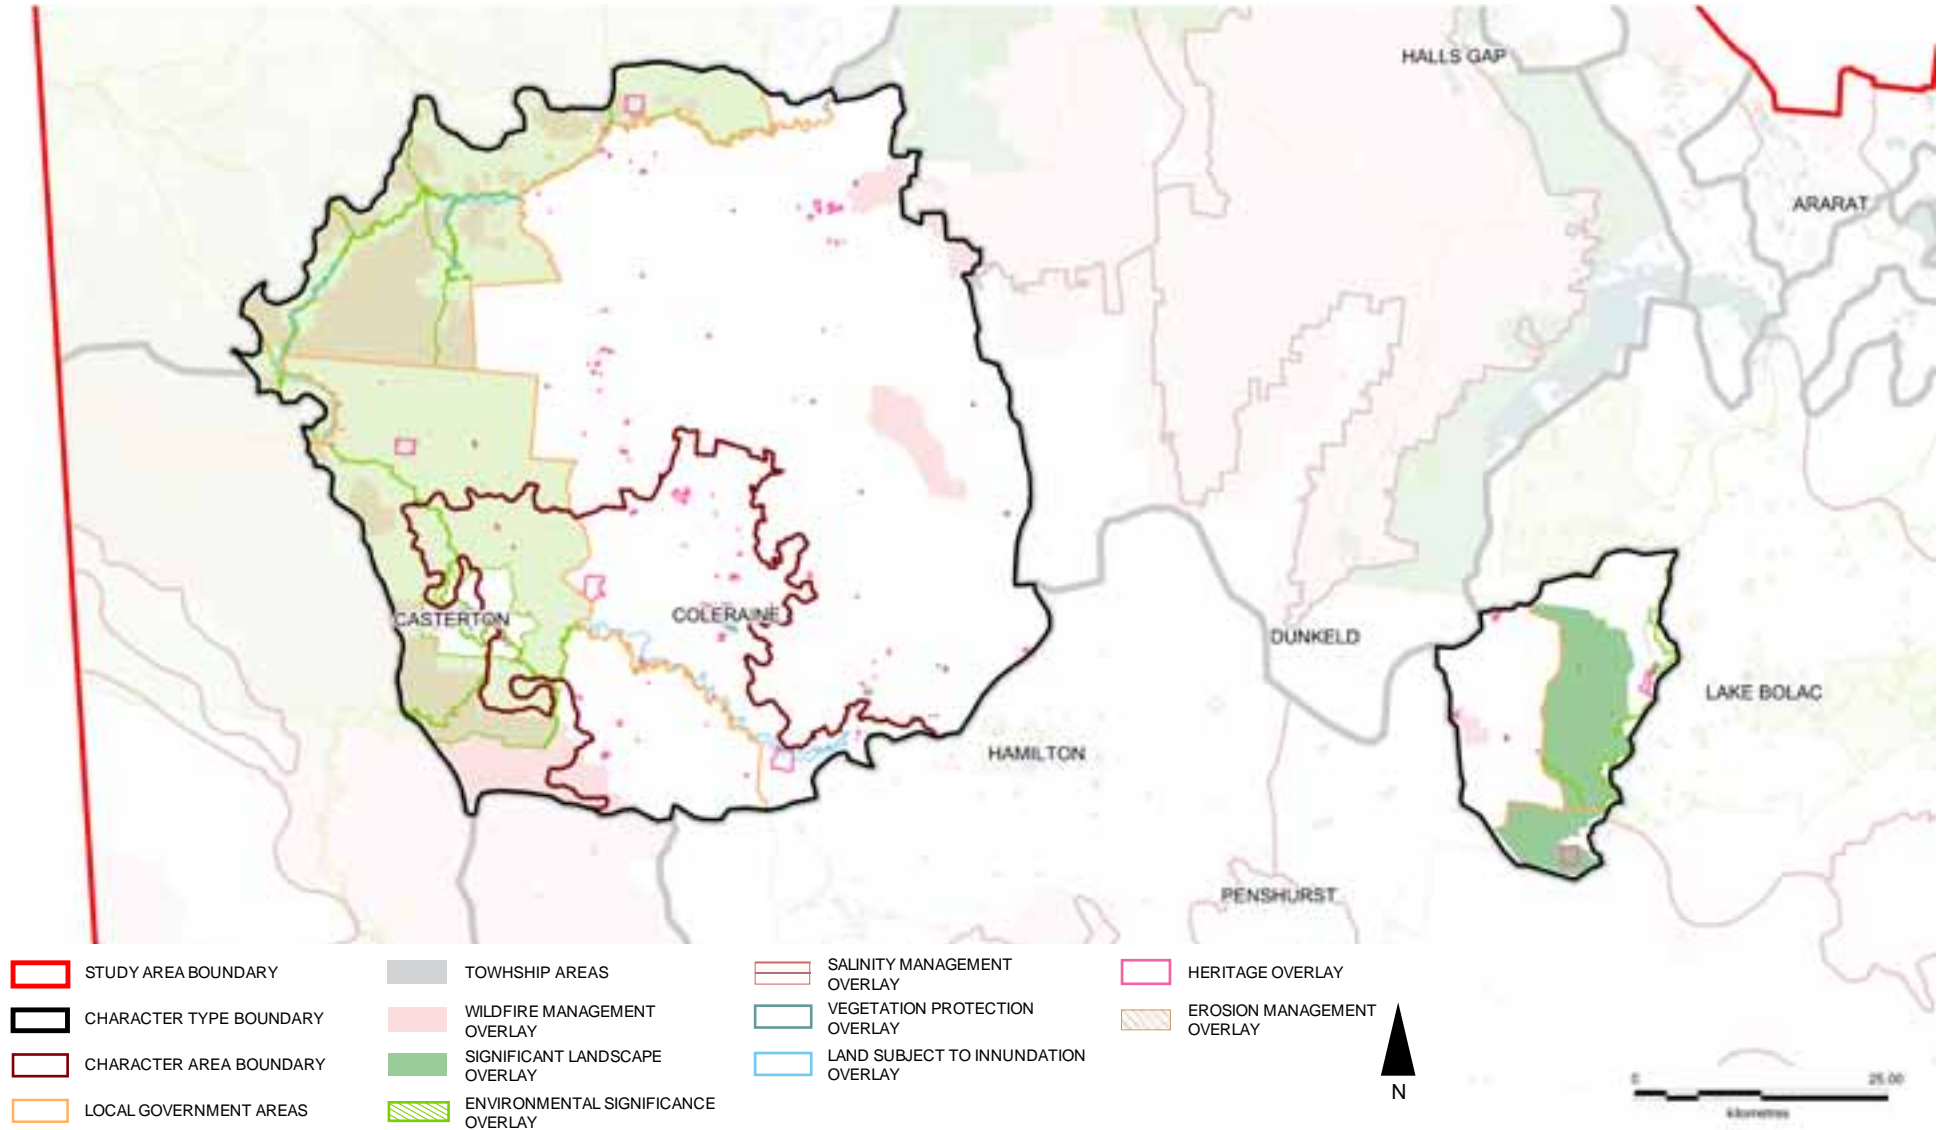 HALLS GAP
ARARAT
CASTERTON
COLERAINE
DUNKELD
LAKE BOLAC
HAMILTON
PENSHURST
STUDY AREA BOUNDARY
CHARACTER TYPE BOUNDARY
CHARACTER AREA BOUNDARY
LOCAL GOVERNMENT AREAS
TOWHSHIP AREAS
WILDFIRE MANAGEMENT
OVERLAY
SIGNIFICANT LANDSCAPE
OVERLAY
ENVIRONMENTAL SIGNIFICANCE
OVERLAY
SALINITY MANAGEMENT
OVERLAY
VEGETATION PROTECTION
OVERLAY
LAND SUBJECT TO INNUNDATION
OVERLAY
HERITAGE OVERLAY
EROSION MANAGEMENT
OVERLAY
N
0 25.00
kilometres